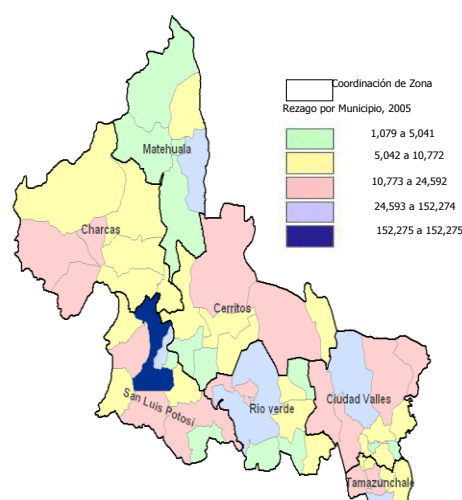 Coordinación de Zona
Rezago por Municipio, 2005
1,079 a 5,041
5,042 a 10,772
10,773 a 24,592
24,593 a 152,274
152,275 a 152,275
Matehuala
Charcas
Cerritos
San Luis Potosí
Rio verde
Ciudad Valles
Tamazunchale